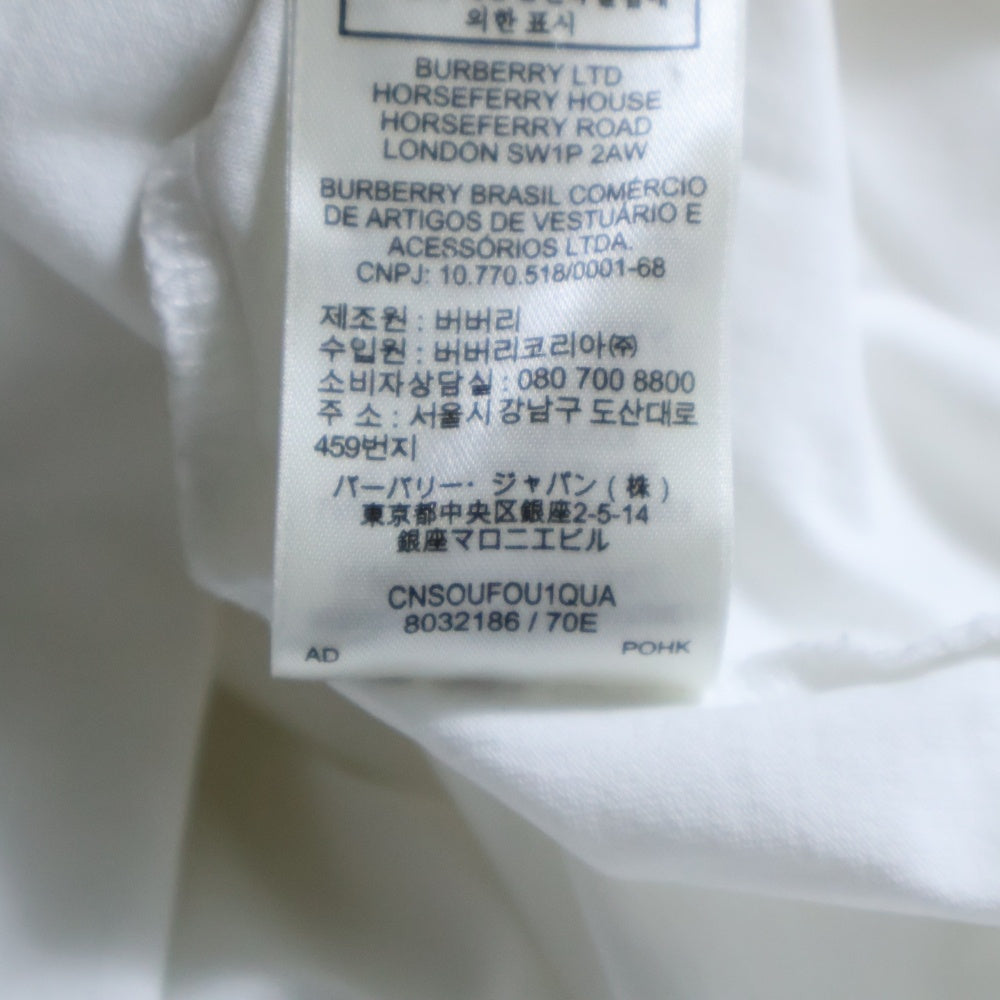 의한 표시
BURBERRY LTD
HORSEFERRY HOUSE
HORSEFERRY ROAD
LONDON SW1P 2AW
BURBERRY BRASIL COMÉRCIO
DE ARTIGOS DE VESTUÁRIO E
ACESSÓRIOS LTDA.
CNPJ: 10.770.518/0001-68
제조원 : 버버리
수입원 : 버버리코리아㈜
소비자상담실 : 080 700 8800
주 소 : 서울시 강남구 도산대로
459번지
バーバリー・ジャパン(株)
東京都中央区銀座2-5-14
銀座マロニエビル
CNSOUFOU1QUA
8032186 / 70E
AD POHK